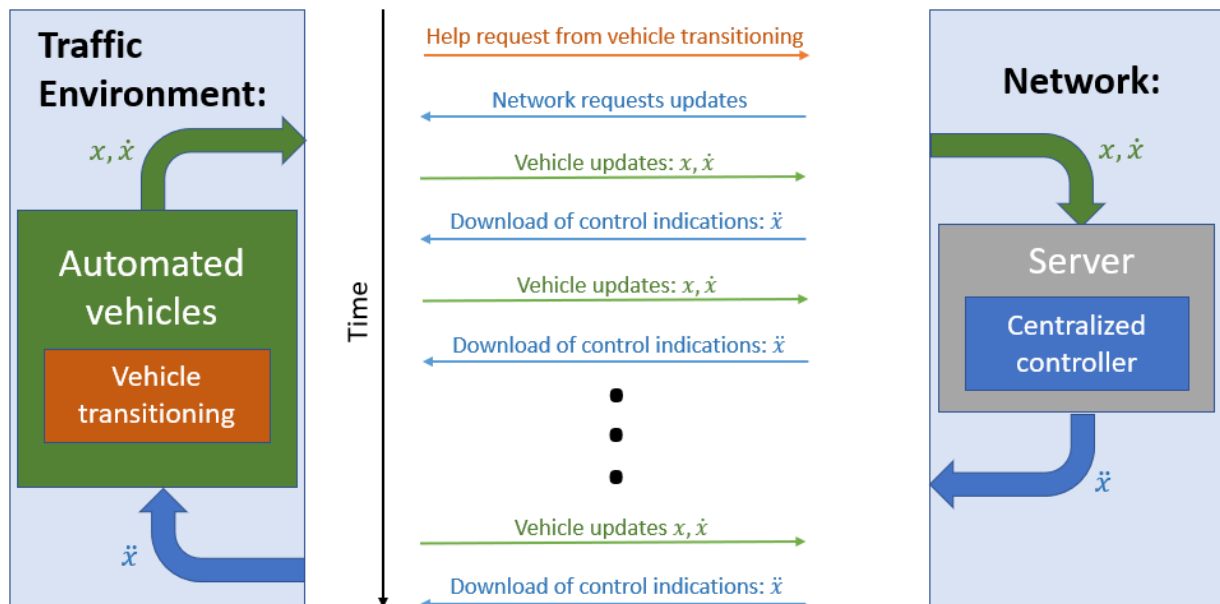 Traffic
Environment:
x, ẋ
Automated
vehicles
Vehicle
transitioning
ẍ
Time
Help request from vehicle transitioning
Network requests updates
Vehicle updates: x, ẋ
Download of control indications: ẍ
Vehicle updates: x, ẋ
Download of control indications: ẍ
Vehicle updates x, ẋ
Download of control indications: ẍ
Network:
x, ẋ
Server
Centralized
controller
ẍ